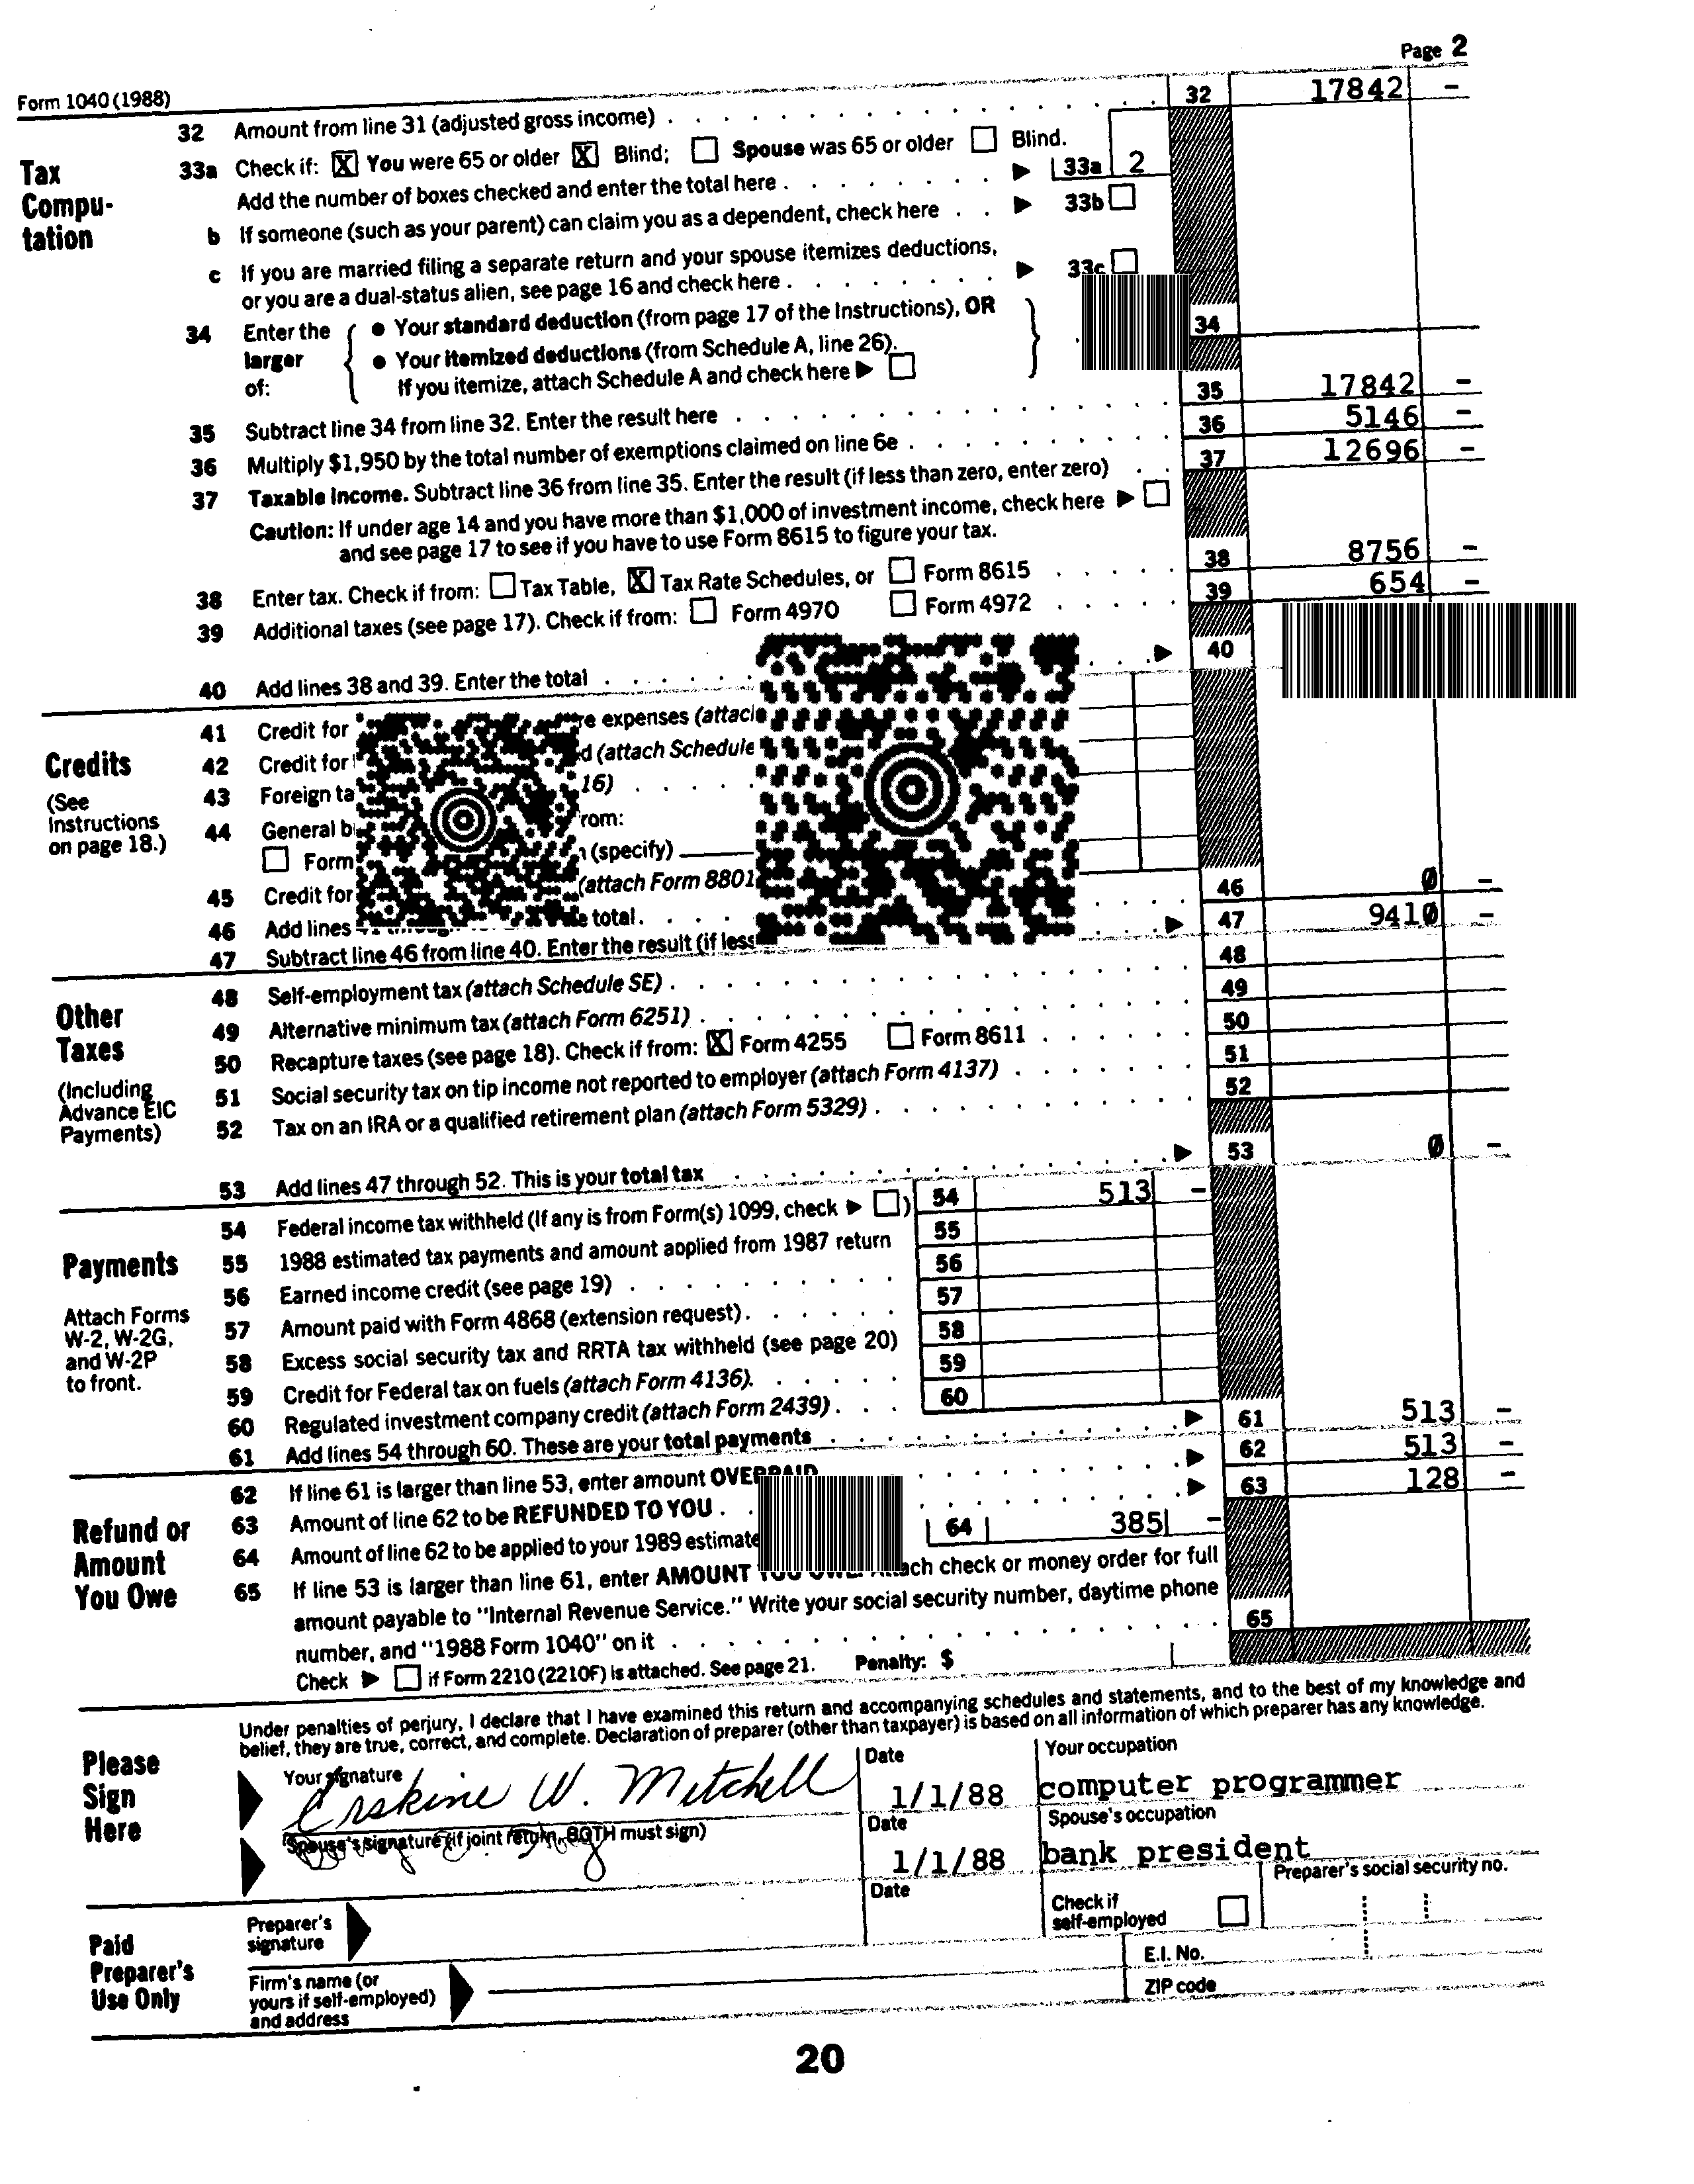 Page 2
Form 1040 (1988)
32 Amount from line 31 (adjusted gross income) 32 17842 –
Tax Compu-tation
33a Check if: X You were 65 or older X Blind; Spouse was 65 or older Blind.
Add the number of boxes checked and enter the total here 33a 2
b If someone (such as your parent) can claim you as a dependent, check here 33b
c If you are married filing a separate return and your spouse itemizes deductions,
or you are a dual-status alien, see page 16 and check here 33c
34 Enter the larger of: { • Your standard deduction (from page 17 of the Instructions), OR
• Your itemized deductions (from Schedule A, line 26).
If you itemize, attach Schedule A and check here } 34
35 Subtract line 34 from line 32. Enter the result here 35 17842 –
36 Multiply $1,950 by the total number of exemptions claimed on line 6e 36 5146 –
37 Taxable income. Subtract line 36 from line 35. Enter the result (if less than zero, enter zero) 37 12696 –
Caution: If under age 14 and you have more than $1,000 of investment income, check here
and see page 17 to see if you have to use Form 8615 to figure your tax.
38 Enter tax. Check if from: Tax Table, X Tax Rate Schedules, or Form 8615 38 8756 –
39 Additional taxes (see page 17). Check if from: Form 4970 Form 4972 39 654 –
40 Add lines 38 and 39. Enter the total 40
Credits
(See Instructions on page 18.)
41 Credit for expenses
42 Credit for (attach Schedule
43 Foreign 16)
44 General
Form (specify)
45 Credit for (attach Form 8801
46 Add lines total. 46 0 –
47 Subtract line 46 from line 40. Enter the result (if less 47 9410 –
Other Taxes
(Including Advance EIC Payments)
48 Self-employment tax (attach Schedule SE) 48
49 Alternative minimum tax (attach Form 6251) 49
50 Recapture taxes (see page 18). Check if from: X Form 4255 Form 8611 50
51 Social security tax on tip income not reported to employer (attach Form 4137) 51
52 Tax on an IRA or a qualified retirement plan (attach Form 5329) 52
53 Add lines 47 through 52. This is your total tax 53 0 –
Payments
Attach Forms W-2, W-2G, and W-2P to front.
54 Federal income tax withheld (If any is from Form(s) 1099, check ) 54 513 –
55 1988 estimated tax payments and amount applied from 1987 return 55
56 Earned income credit (see page 19) 56
57 Amount paid with Form 4868 (extension request) 57
58 Excess social security tax and RRTA tax withheld (see page 20) 58
59 Credit for Federal tax on fuels (attach Form 4136). 59
60 Regulated investment company credit (attach Form 2439) 60
61 Add lines 54 through 60. These are your total payments 61 513 –
Refund or Amount You Owe
62 If line 61 is larger than line 53, enter amount OVERPAID 62 513 –
63 Amount of line 62 to be REFUNDED TO YOU 63 128 –
64 Amount of line 62 to be applied to your 1989 64 385 –
65 If line 53 is larger than line 61, enter AMOUNT YOU OWE. Attach check or money order for full
amount payable to "Internal Revenue Service." Write your social security number, daytime phone
number, and "1988 Form 1040" on it 65
Check if Form 2210 (2210F) is attached. See page 21. Penalty: $
Please Sign Here
Under penalties of perjury, I declare that I have examined this return and accompanying schedules and statements, and to the best of my knowledge and
belief, they are true, correct, and complete. Declaration of preparer (other than taxpayer) is based on all information of which preparer has any knowledge.
Your signature Date Your occupation
Erskine W. Mitchell 1/1/88 computer programmer
Spouse's signature (if joint return, BOTH must sign) Date Spouse's occupation
1/1/88 bank president
Paid Preparer's Use Only
Preparer's signature Date Check if self-employed Preparer's social security no.
Firm's name (or yours if self-employed) and address E.I. No.
ZIP code
20